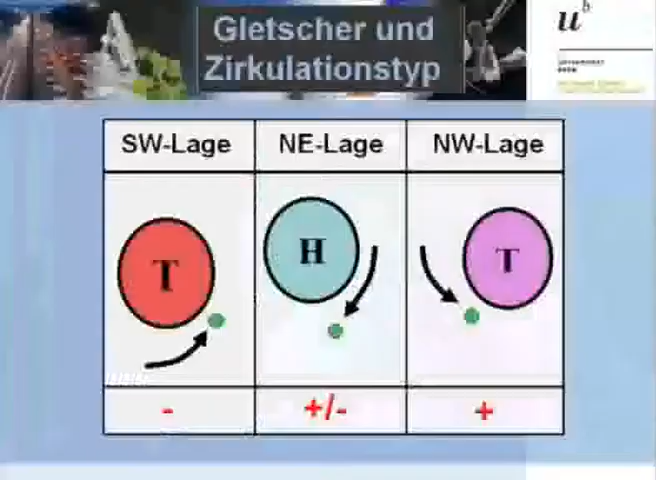 Gletscher und
Zirkulationstyp
u
b
SW-Lage
NE-Lage
NW-Lage
T
H
T
-
+/-
+